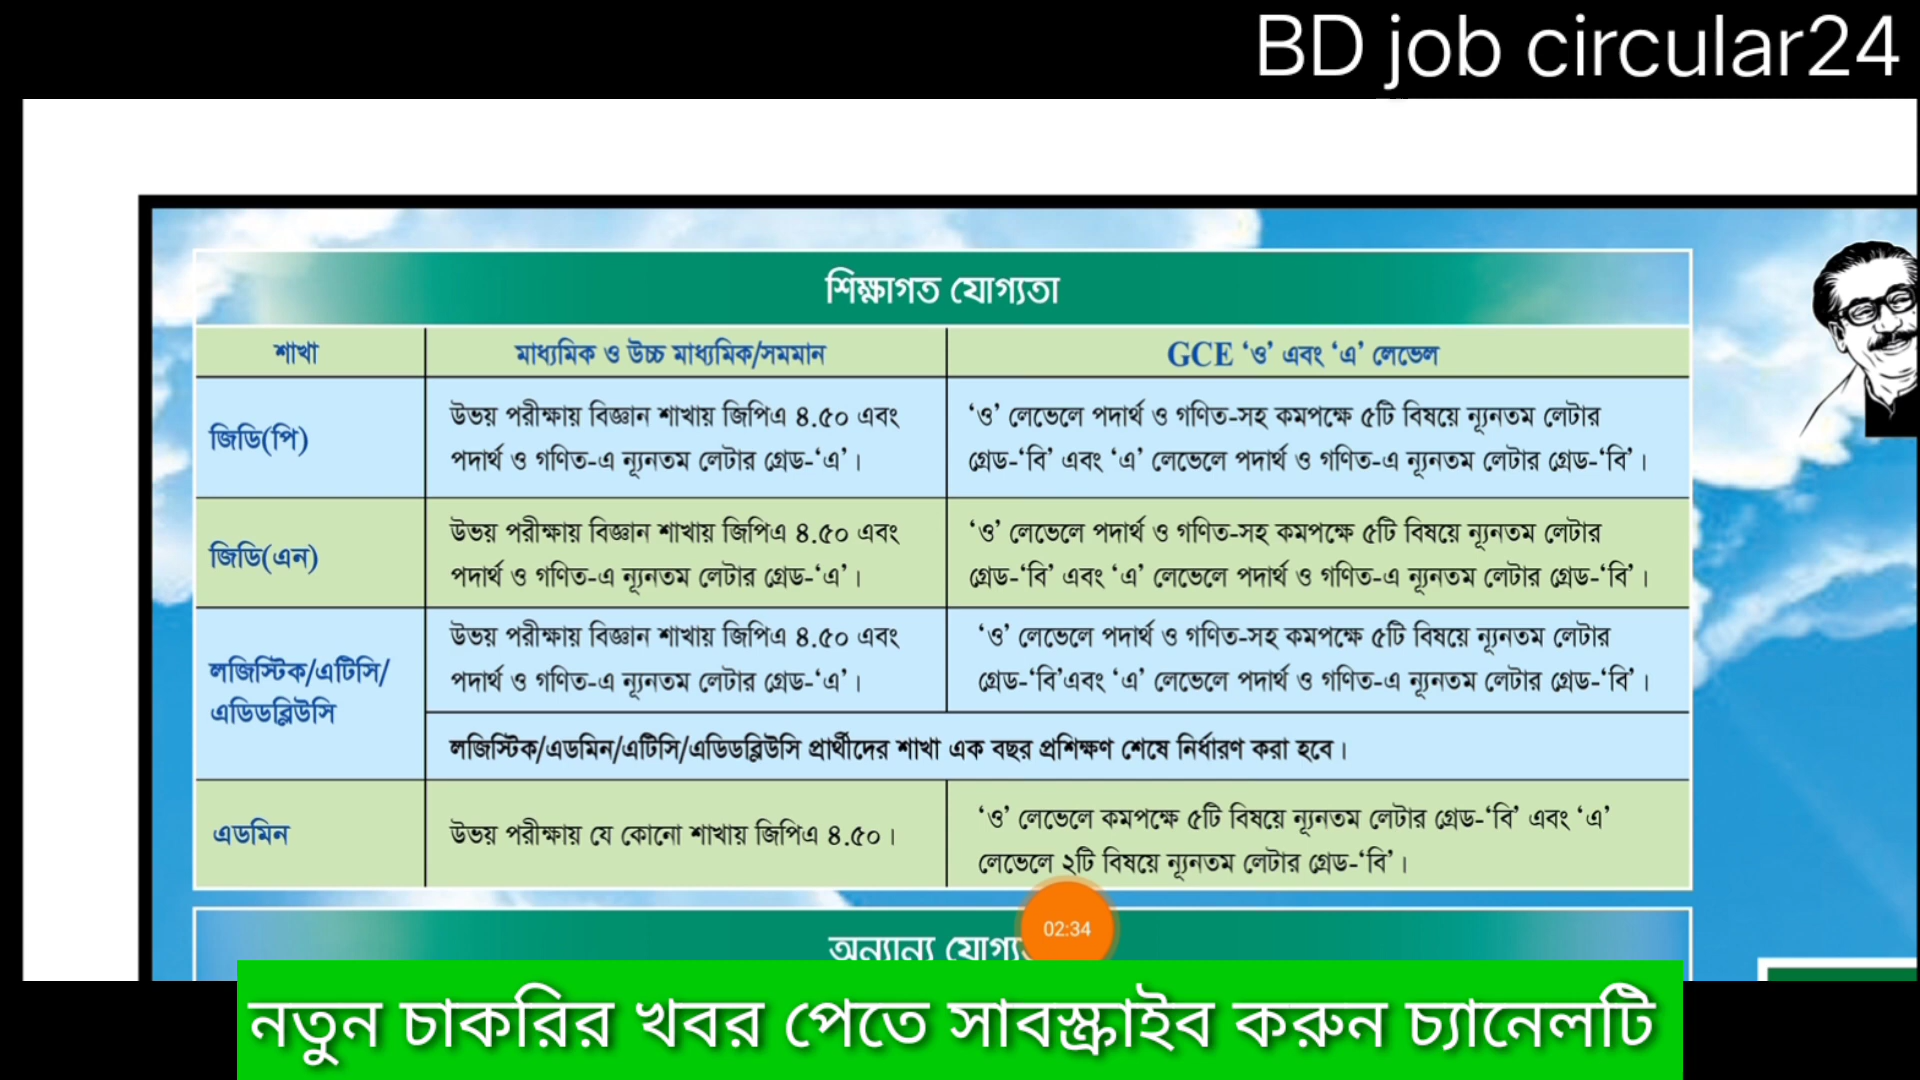 BD job circular24
শিক্ষাগত যোগ্যতা
শাখা
মাধ্যমিক ও উচ্চ মাধ্যমিক/সমমান
GCE ‘ও’ এবং ‘এ’ লেভেল
জিডি(পি)
উভয় পরীক্ষায় বিজ্ঞান শাখায় জিপিএ ৪.৫০ এবং
পদার্থ ও গণিত-এ ন্যূনতম লেটার গ্রেড-‘এ’।
‘ও’ লেভেলে পদার্থ ও গণিত-সহ কমপক্ষে ৫টি বিষয়ে ন্যূনতম লেটার
গ্রেড-‘বি’ এবং ‘এ’ লেভেলে পদার্থ ও গণিত-এ ন্যূনতম লেটার গ্রেড-‘বি’।
জিডি(এন)
উভয় পরীক্ষায় বিজ্ঞান শাখায় জিপিএ ৪.৫০ এবং
পদার্থ ও গণিত-এ ন্যূনতম লেটার গ্রেড-‘এ’।
‘ও’ লেভেলে পদার্থ ও গণিত-সহ কমপক্ষে ৫টি বিষয়ে ন্যূনতম লেটার
গ্রেড-‘বি’ এবং ‘এ’ লেভেলে পদার্থ ও গণিত-এ ন্যূনতম লেটার গ্রেড-‘বি’।
লজিস্টিক/এটিসি/
এডিডব্লিউসি
উভয় পরীক্ষায় বিজ্ঞান শাখায় জিপিএ ৪.৫০ এবং
পদার্থ ও গণিত-এ ন্যূনতম লেটার গ্রেড-‘এ’।
‘ও’ লেভেলে পদার্থ ও গণিত-সহ কমপক্ষে ৫টি বিষয়ে ন্যূনতম লেটার
গ্রেড-‘বি’এবং ‘এ’ লেভেলে পদার্থ ও গণিত-এ ন্যূনতম লেটার গ্রেড-‘বি’।
লজিস্টিক/এডমিন/এটিসি/এডিডব্লিউসি প্রার্থীদের শাখা এক বছর প্রশিক্ষণ শেষে নির্ধারণ করা হবে।
এডমিন
উভয় পরীক্ষায় যে কোনো শাখায় জিপিএ ৪.৫০।
‘ও’ লেভেলে কমপক্ষে ৫টি বিষয়ে ন্যূনতম লেটার গ্রেড-‘বি’ এবং ‘এ’
লেভেলে ২টি বিষয়ে ন্যূনতম লেটার গ্রেড-‘বি’।
02:34
অন্যান্য
নতুন চাকরির খবর পেতে সাবস্ক্রাইব করুন চ্যানেলটি